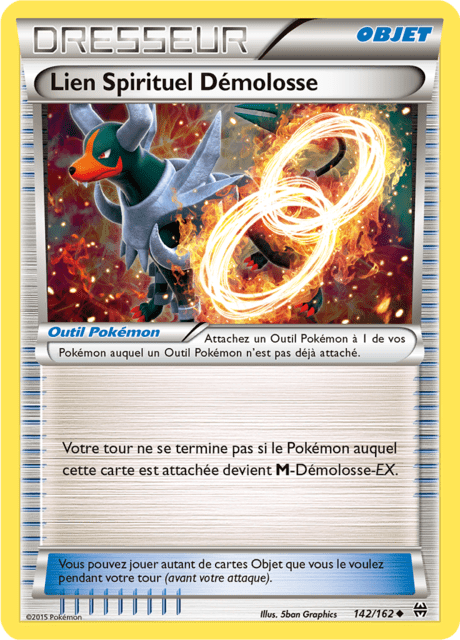 DRESSEUR
OBJET
Lien Spirituel Démolosse
Outil Pokémon
Attachez un Outil Pokémon à 1 de vos
Pokémon auquel un Outil Pokémon n'est pas déjà attaché.
Votre tour ne se termine pas si le Pokémon auquel
cette carte est attachée devient M-Démolosse-EX.
Vous pouvez jouer autant de cartes Objet que vous le voulez
pendant votre tour (avant votre attaque).
©2015 Pokémon
Illus. 5ban Graphics
142/162